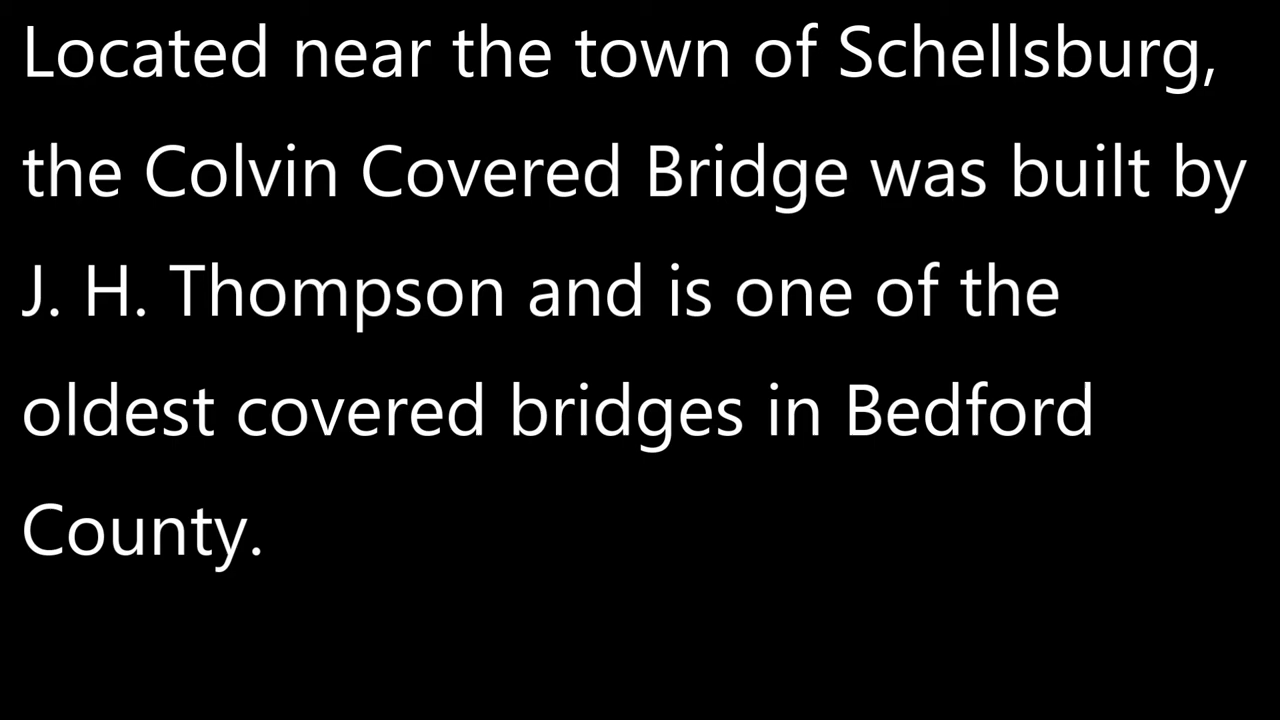 Located near the town of Schellsburg,
the Colvin Covered Bridge was built by
J. H. Thompson and is one of the
oldest covered bridges in Bedford
County.